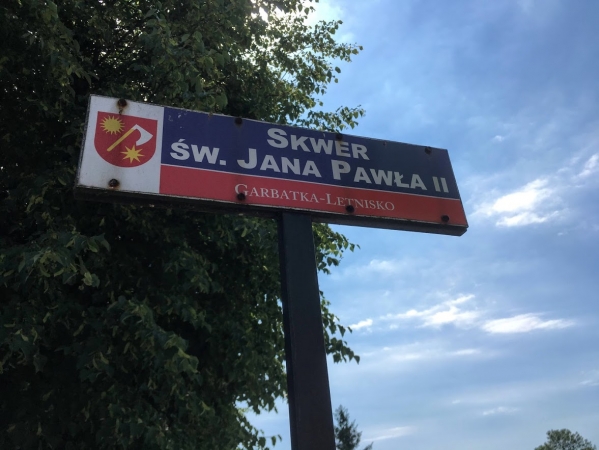 SKWER
ŚW. JANA PAWŁA II
GARBATKA-LETNISKO